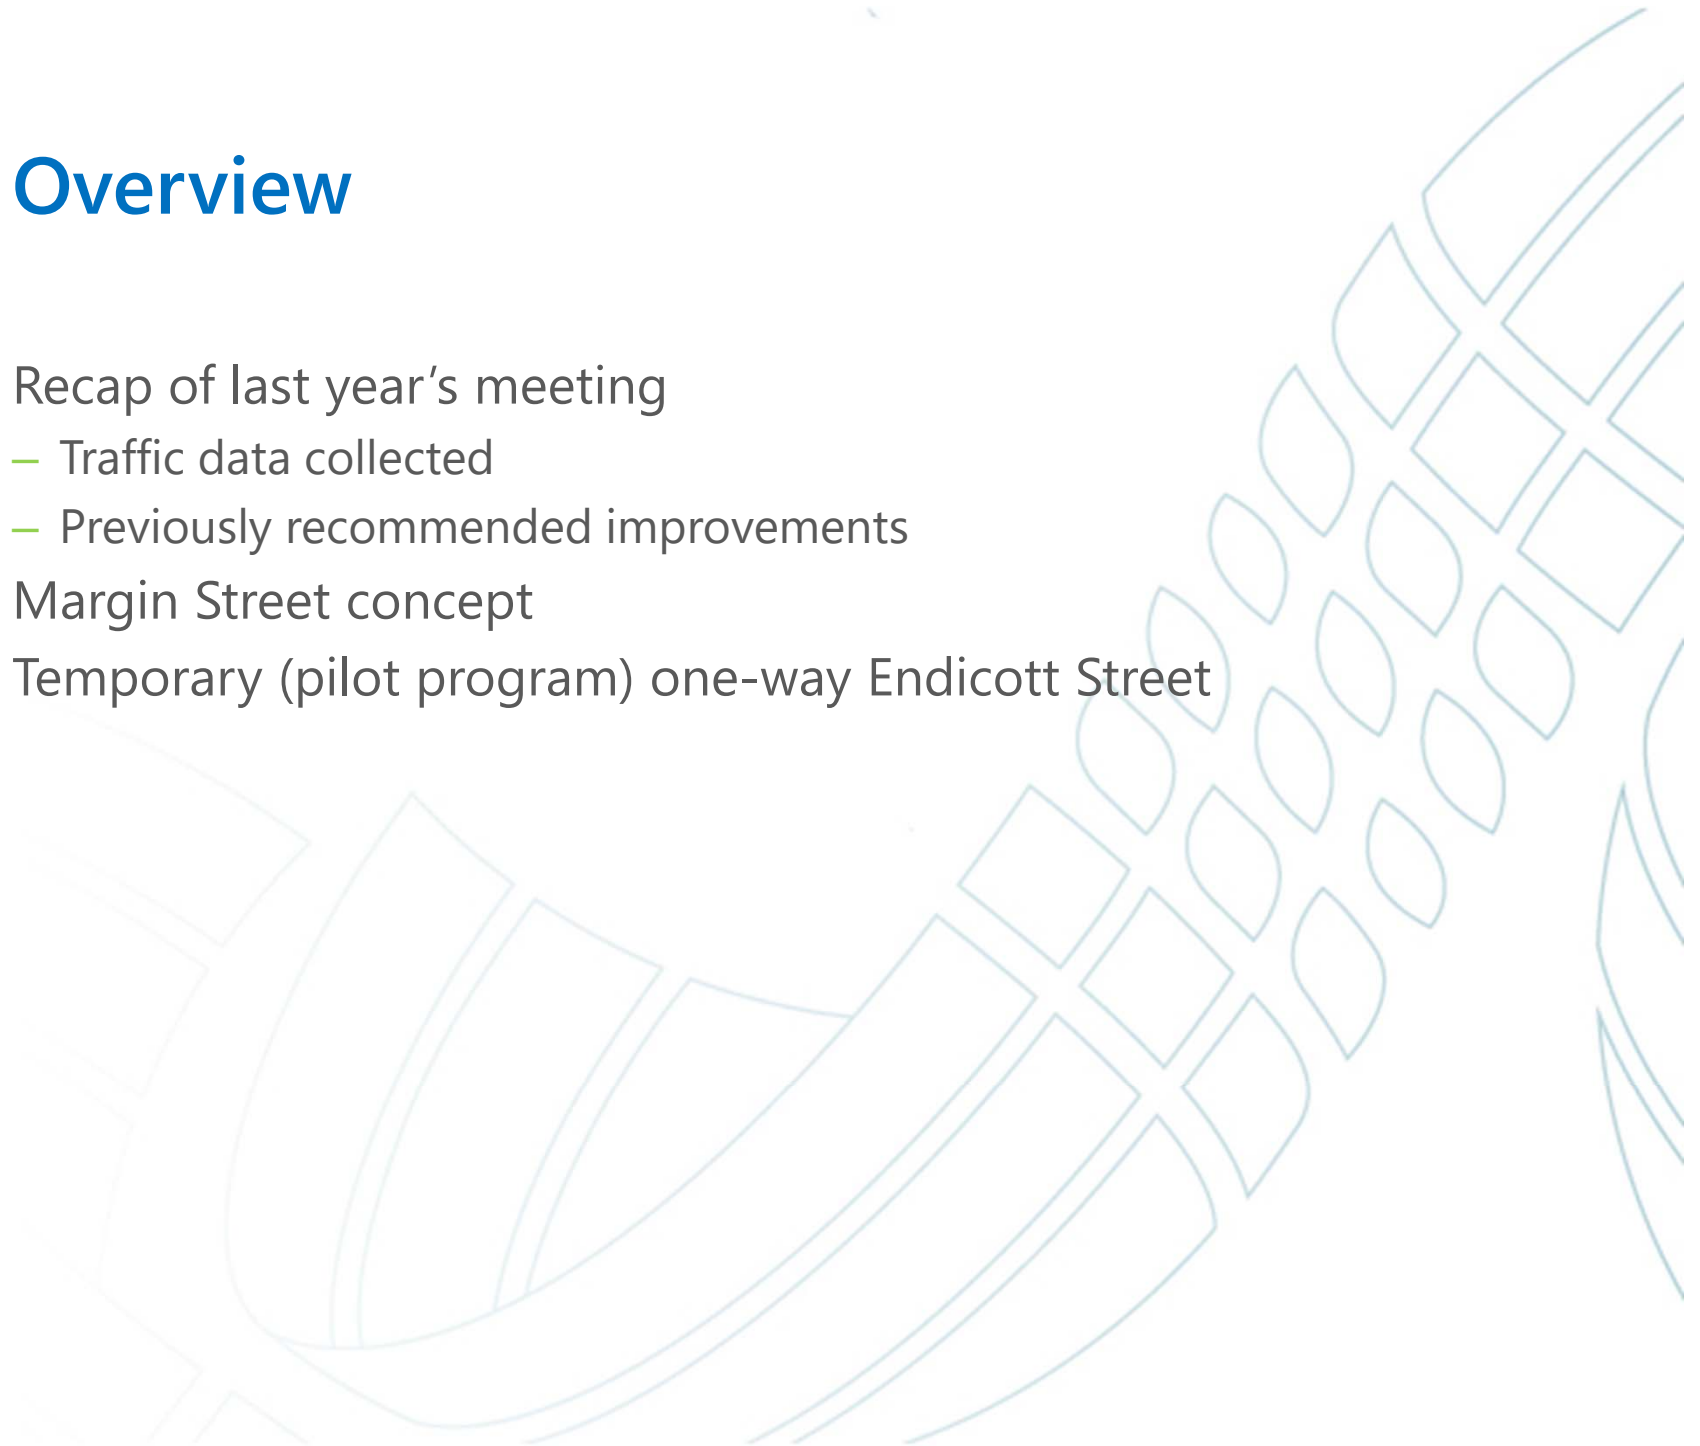 Overview
Recap of last year’s meeting
– Traffic data collected
– Previously recommended improvements
Margin Street concept
Temporary (pilot program) one-way Endicott Street